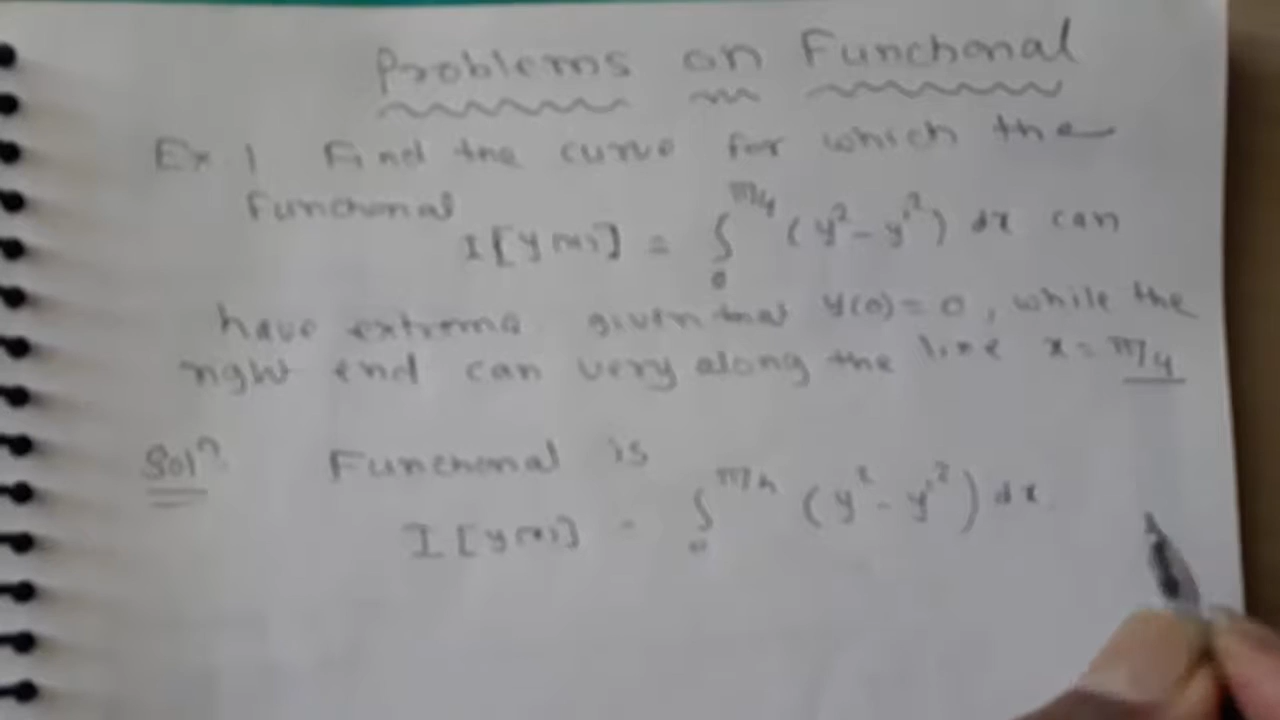 Problems on Functional
Ex. 1 Find the curve for which the
functional
I[y(x)] = ∫₀^(π/4) (y² - y'²) dx can
have extrema given that y(0) = 0, while the
right end can very along the line x = π/4
Solⁿ. Functional is
I[y(x)] = ∫₀^(π/4) (y² - y'²) dx